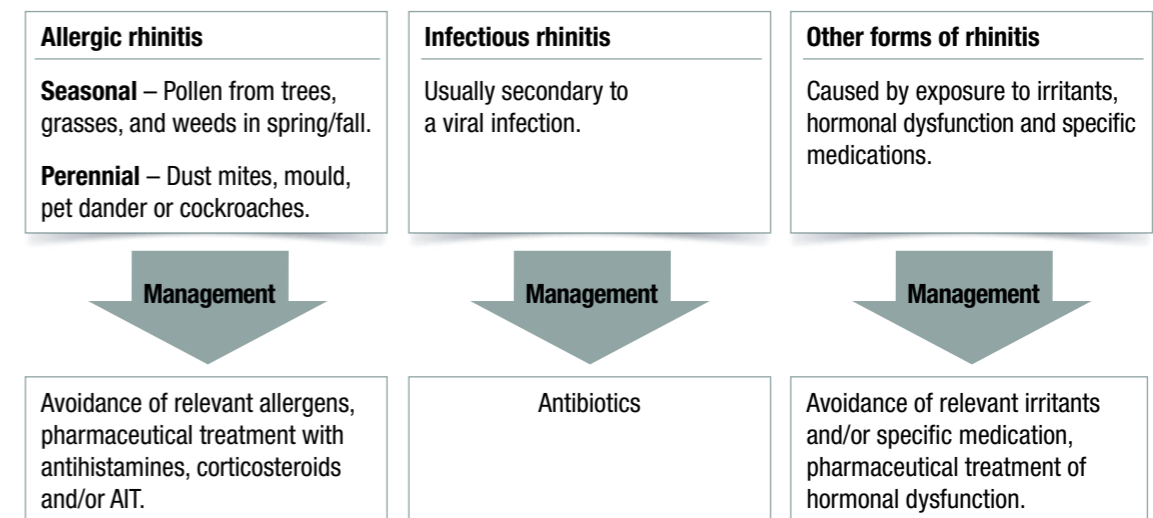 Allergic rhinitis
Seasonal – Pollen from trees,
grasses, and weeds in spring/fall.
Perennial – Dust mites, mould,
pet dander or cockroaches.
Management
Avoidance of relevant allergens,
pharmaceutical treatment with
antihistamines, corticosteroids
and/or AIT.
Infectious rhinitis
Usually secondary to
a viral infection.
Management
Antibiotics
Other forms of rhinitis
Caused by exposure to irritants,
hormonal dysfunction and specific
medications.
Management
Avoidance of relevant irritants
and/or specific medication,
pharmaceutical treatment of
hormonal dysfunction.